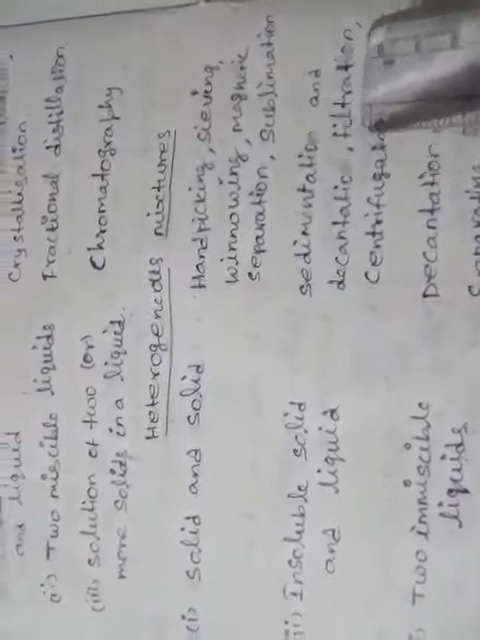 and liquid Crystallisation
(ii) Two miscible liquids Fractional distillation
(iii) Solution of two (or) Chromatography
more solids in a liquid.
Heterogeneous mixtures
(i) solid and solid Handpicking, sieving,
winnowing, magnetic
separation, sublimation
ii) Insoluble solid sedimentation and
and liquid decantatic, filtration,
centrifugation
Two immiscible Decantation,
liquids